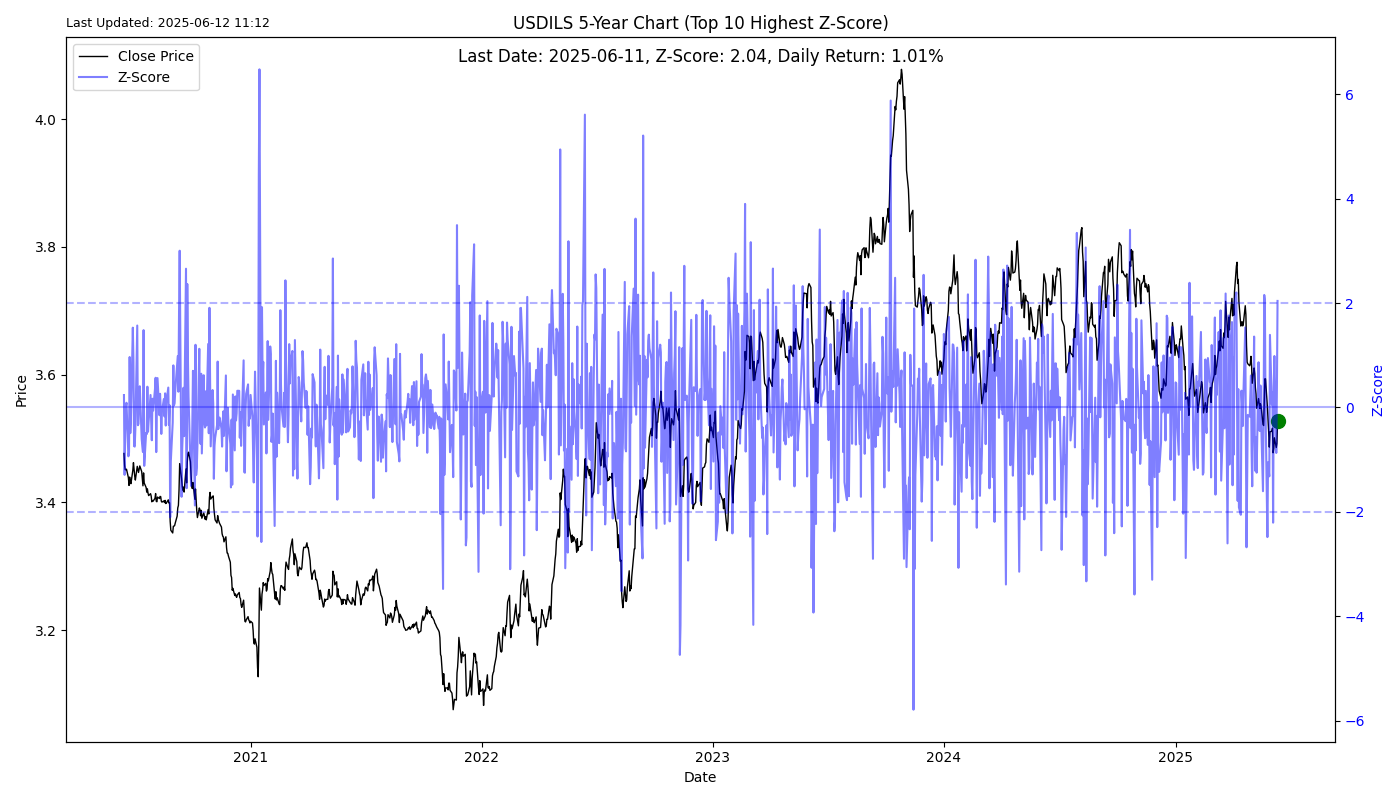 Last Updated: 2025-06-12 11:12
USDILS 5-Year Chart (Top 10 Highest Z-Score)
Last Date: 2025-06-11, Z-Score: 2.04, Daily Return: 1.01%
Close Price
Z-Score
4.0
3.8
3.6
3.4
3.2
Price
6
4
2
0
−2
−4
−6
Z-Score
2021
2022
2023
2024
2025
Date